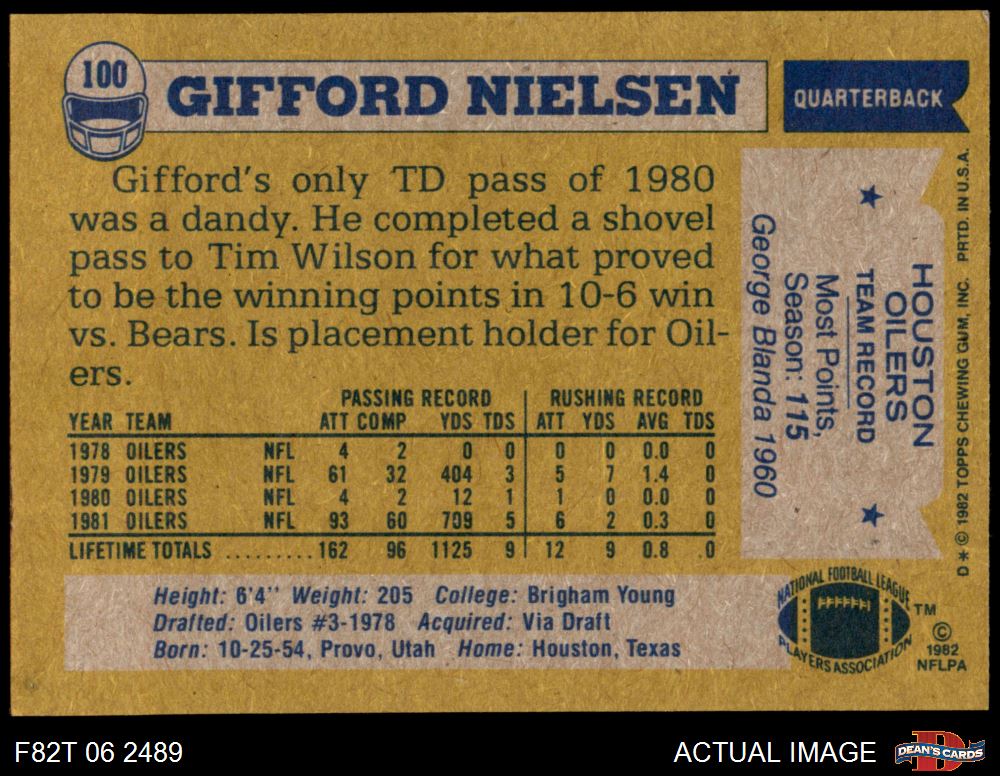 100
GIFFORD NIELSEN
QUARTERBACK
Gifford's only TD pass of 1980
was a dandy. He completed a shovel
pass to Tim Wilson for what proved
to be the winning points in 10-6 win
vs. Bears. Is placement holder for Oil-
ers.
PASSING RECORD RUSHING RECORD
YEAR TEAM ATT COMP YDS TDS ATT YDS AVG TDS
1978 OILERS NFL 4 2 0 0 0 0 0.0 0
1979 OILERS NFL 61 32 404 3 5 7 1.4 0
1980 OILERS NFL 4 2 12 1 1 0 0.0 0
1981 OILERS NFL 93 60 709 5 6 2 0.3 0
LIFETIME TOTALS ......... 162 96 1125 9 12 9 0.8 0
Height: 6'4" Weight: 205 College: Brigham Young
Drafted: Oilers #3-1978 Acquired: Via Draft
Born: 10-25-54, Provo, Utah Home: Houston, Texas
HOUSTON
OILERS
TEAM RECORD
Most Points,
Season: 115
George Blanda 1960
D * © 1982 TOPPS CHEWING GUM, INC. PRTD. IN U.S.A.
NATIONAL FOOTBALL LEAGUE
PLAYERS ASSOCIATION
TM
©
1982
NFLPA
F82T 06 2489
ACTUAL IMAGE
D
DEAN'S CARDS